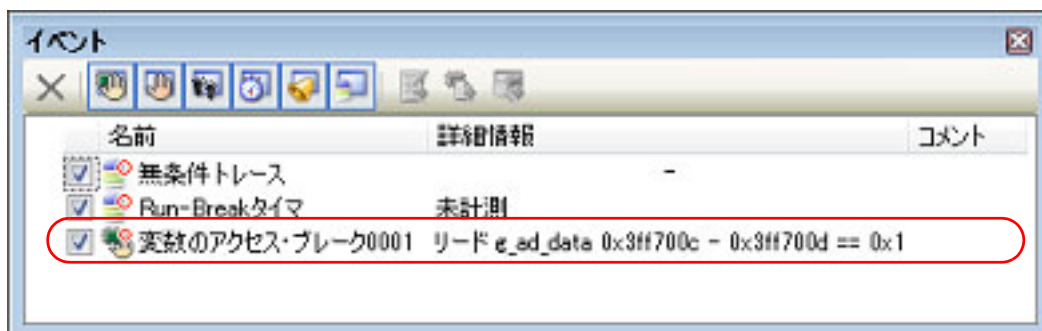 イベント
名前 詳細情報 コメント
無条件トレース -
Run-Breakタイマ 未計測
変数のアクセス・ブレーク0001 リード g_ad_data 0x3ff700c - 0x3ff700d == 0x1